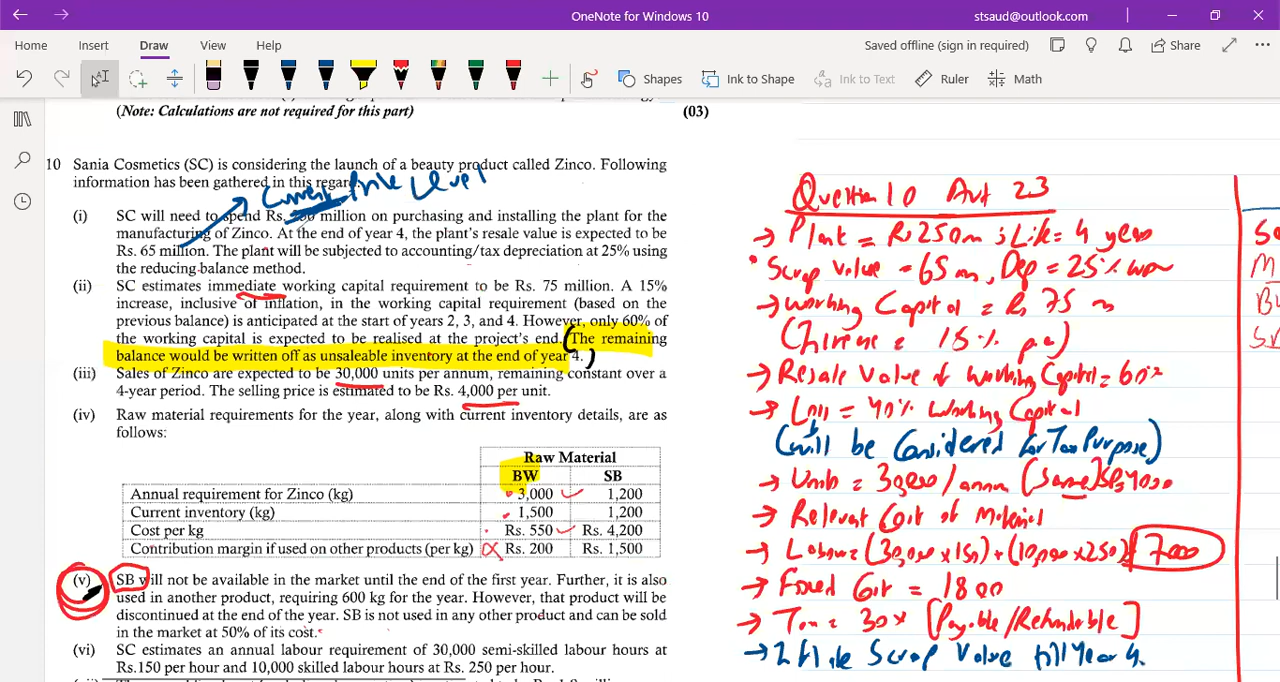 OneNote for Windows 10
stsaud@outlook.com
Home Insert Draw View Help
Saved offline (sign in required)
Share
Shapes
Ink to Shape
Ink to Text
Ruler
Math
(Note: Calculations are not required for this part) (03)
10 Sania Cosmetics (SC) is considering the launch of a beauty product called Zinco. Following
information has been gathered in this regard
Current Price Level
(i) SC will need to spend Rs. million on purchasing and installing the plant for the
manufacturing of Zinco. At the end of year 4, the plant's resale value is expected to be
Rs. 65 million. The plant will be subjected to accounting/tax depreciation at 25% using
the reducing balance method.
(ii) SC estimates immediate working capital requirement to be Rs. 75 million. A 15%
increase, inclusive of inflation, in the working capital requirement (based on the
previous balance) is anticipated at the start of years 2, 3, and 4. However, only 60% of
the working capital is expected to be realised at the project's end. (The remaining
balance would be written off as unsaleable inventory at the end of year 4. )
(iii) Sales of Zinco are expected to be 30,000 units per annum, remaining constant over a
4-year period. The selling price is estimated to be Rs. 4,000 per unit.
(iv) Raw material requirements for the year, along with current inventory details, are as
follows:
Raw Material
BW SB
Annual requirement for Zinco (kg) 3,000 1,200
Current inventory (kg) 1,500 1,200
Cost per kg Rs. 550 Rs. 4,200
Contribution margin if used on other products (per kg) Rs. 200 Rs. 1,500
(v) SB will not be available in the market until the end of the first year. Further, it is also
used in another product, requiring 600 kg for the year. However, that product will be
discontinued at the end of the year. SB is not used in any other product and can be sold
in the market at 50% of its cost.
(vi) SC estimates an annual labour requirement of 30,000 semi-skilled labour hours at
Rs.150 per hour and 10,000 skilled labour hours at Rs. 250 per hour.
Question 10 Aut 23
→ Plant = Rs 250m ; Life = 4 years
Scrap Value = 65 m, Dep = 25%
→ Working Capital = Rs 75 m
= 15% p.a)
→ Resale Value of Working Capital = 60%
→ Loss = 40% Working Capital
(will be Considered for Tax Purpose)
→ Units = 30,000 / annum (Same)
→ Relevant Cost of Material
→ Labour = (30,000 x 150) + (10,000 x 250) 7000
→ Fixed Cost = 1800
→ Tax = 30% [Payable/Refundable]
→ Scrap Value till Year 4.